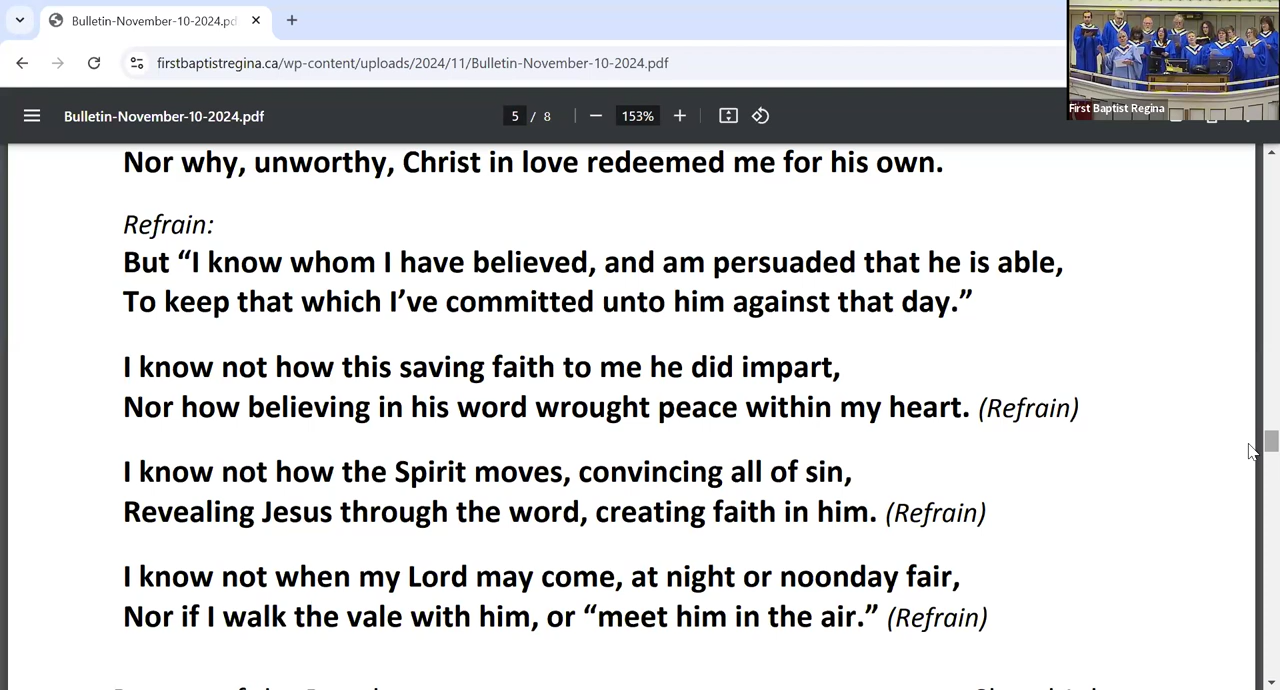 Bulletin-November-10-2024.pd
firstbaptistregina.ca/wp-content/uploads/2024/11/Bulletin-November-10-2024.pdf
First Baptist Regina
Bulletin-November-10-2024.pdf
5 / 8
153%
Nor why, unworthy, Christ in love redeemed me for his own.
Refrain:
But “I know whom I have believed, and am persuaded that he is able,
To keep that which I’ve committed unto him against that day.”
I know not how this saving faith to me he did impart,
Nor how believing in his word wrought peace within my heart. (Refrain)
I know not how the Spirit moves, convincing all of sin,
Revealing Jesus through the word, creating faith in him. (Refrain)
I know not when my Lord may come, at night or noonday fair,
Nor if I walk the vale with him, or “meet him in the air.” (Refrain)